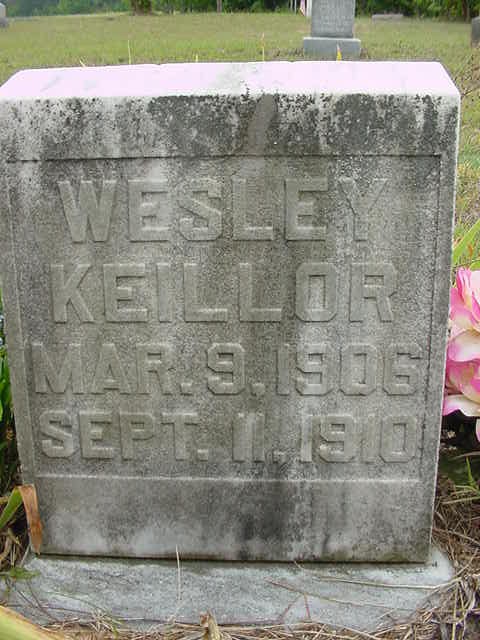 WESLEY
KEILLOR
MAR. 9. 1906
SEPT. 11. 1910